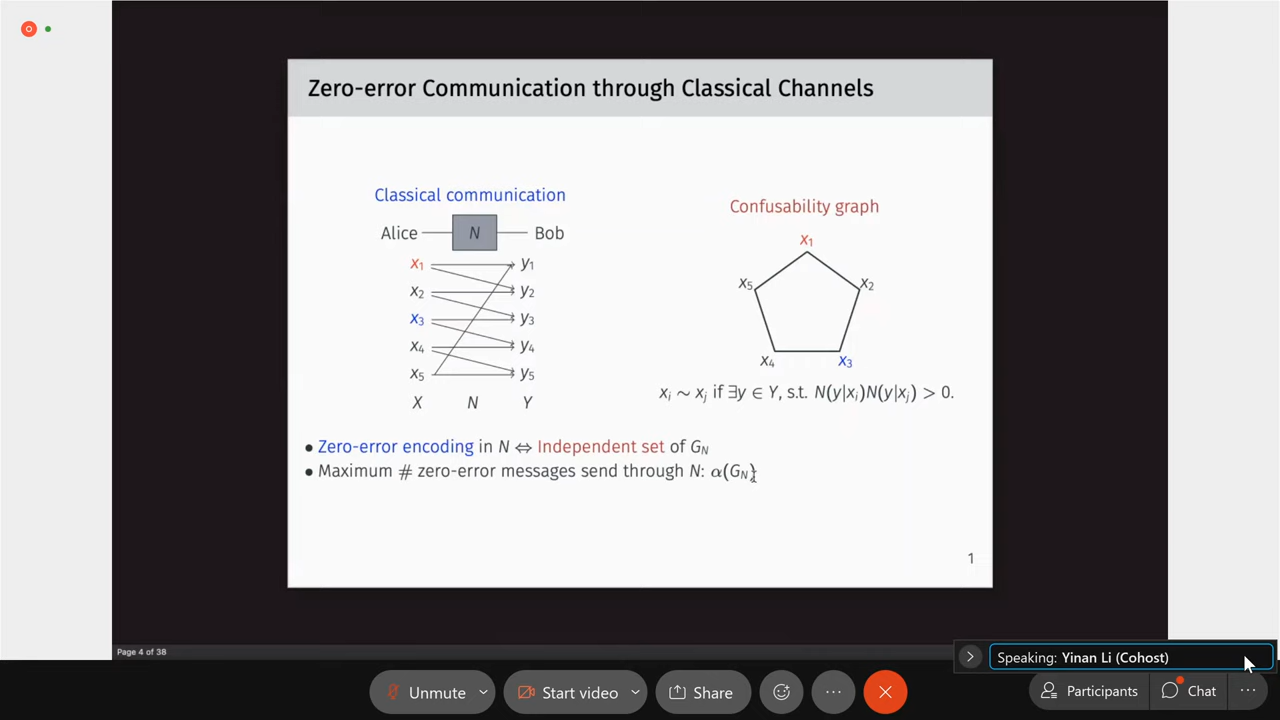 Zero-error Communication through Classical Channels
Classical communication
Alice N Bob
x₁ y₁
x₂ y₂
x₃ y₃
x₄ y₄
x₅ y₅
X N Y
Confusability graph
x₁
x₅ x₂
x₄ x₃
xᵢ ∼ xⱼ if ∃y ∈ Y, s.t. N(y|xᵢ)N(y|xⱼ) > 0.
• Zero-error encoding in N ⇔ Independent set of G_N
• Maximum # zero-error messages send through N: α(G_N)
1
Page 4 of 38
Speaking: Yinan Li (Cohost)
Unmute Start video Share Participants Chat